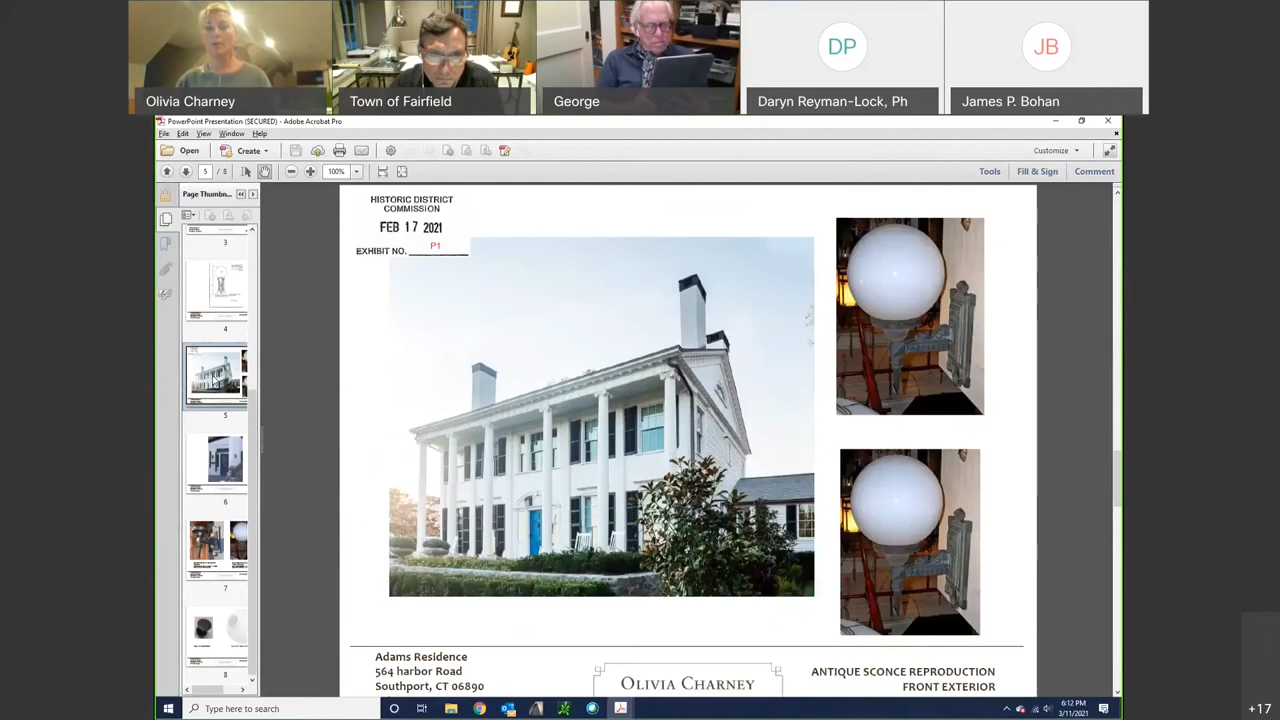 DP
JB
Olivia Charney
Town of Fairfield
George
Daryn Reyman-Lock, Ph
James P. Bohan
PowerPoint Presentation (SECURED) - Adobe Acrobat Pro
File Edit View Window Help
Open
Create
Customize
5 / 8
100%
Tools
Fill & Sign
Comment
Page Thumbn...
3
4
5
6
7
8
HISTORIC DISTRICT
COMMISSION
FEB 17 2021
EXHIBIT NO. P1
Adams Residence
564 harbor Road
Southport, CT 06890
OLIVIA CHARNEY
ANTIQUE SCONCE REPRODUCTION
FRONT EXTERIOR
Type here to search
6:12 PM
3/11/2021
+17